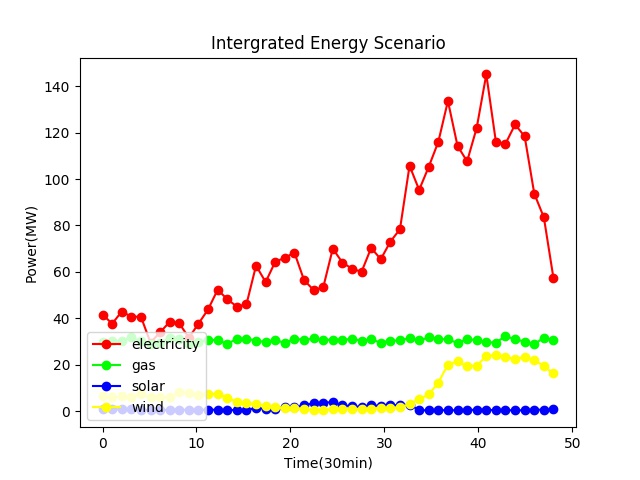 Intergrated Energy Scenario
Power(MW)
140
120
100
80
60
40
20
0
electricity
gas
solar
wind
0 10 20 30 40 50
Time(30min)